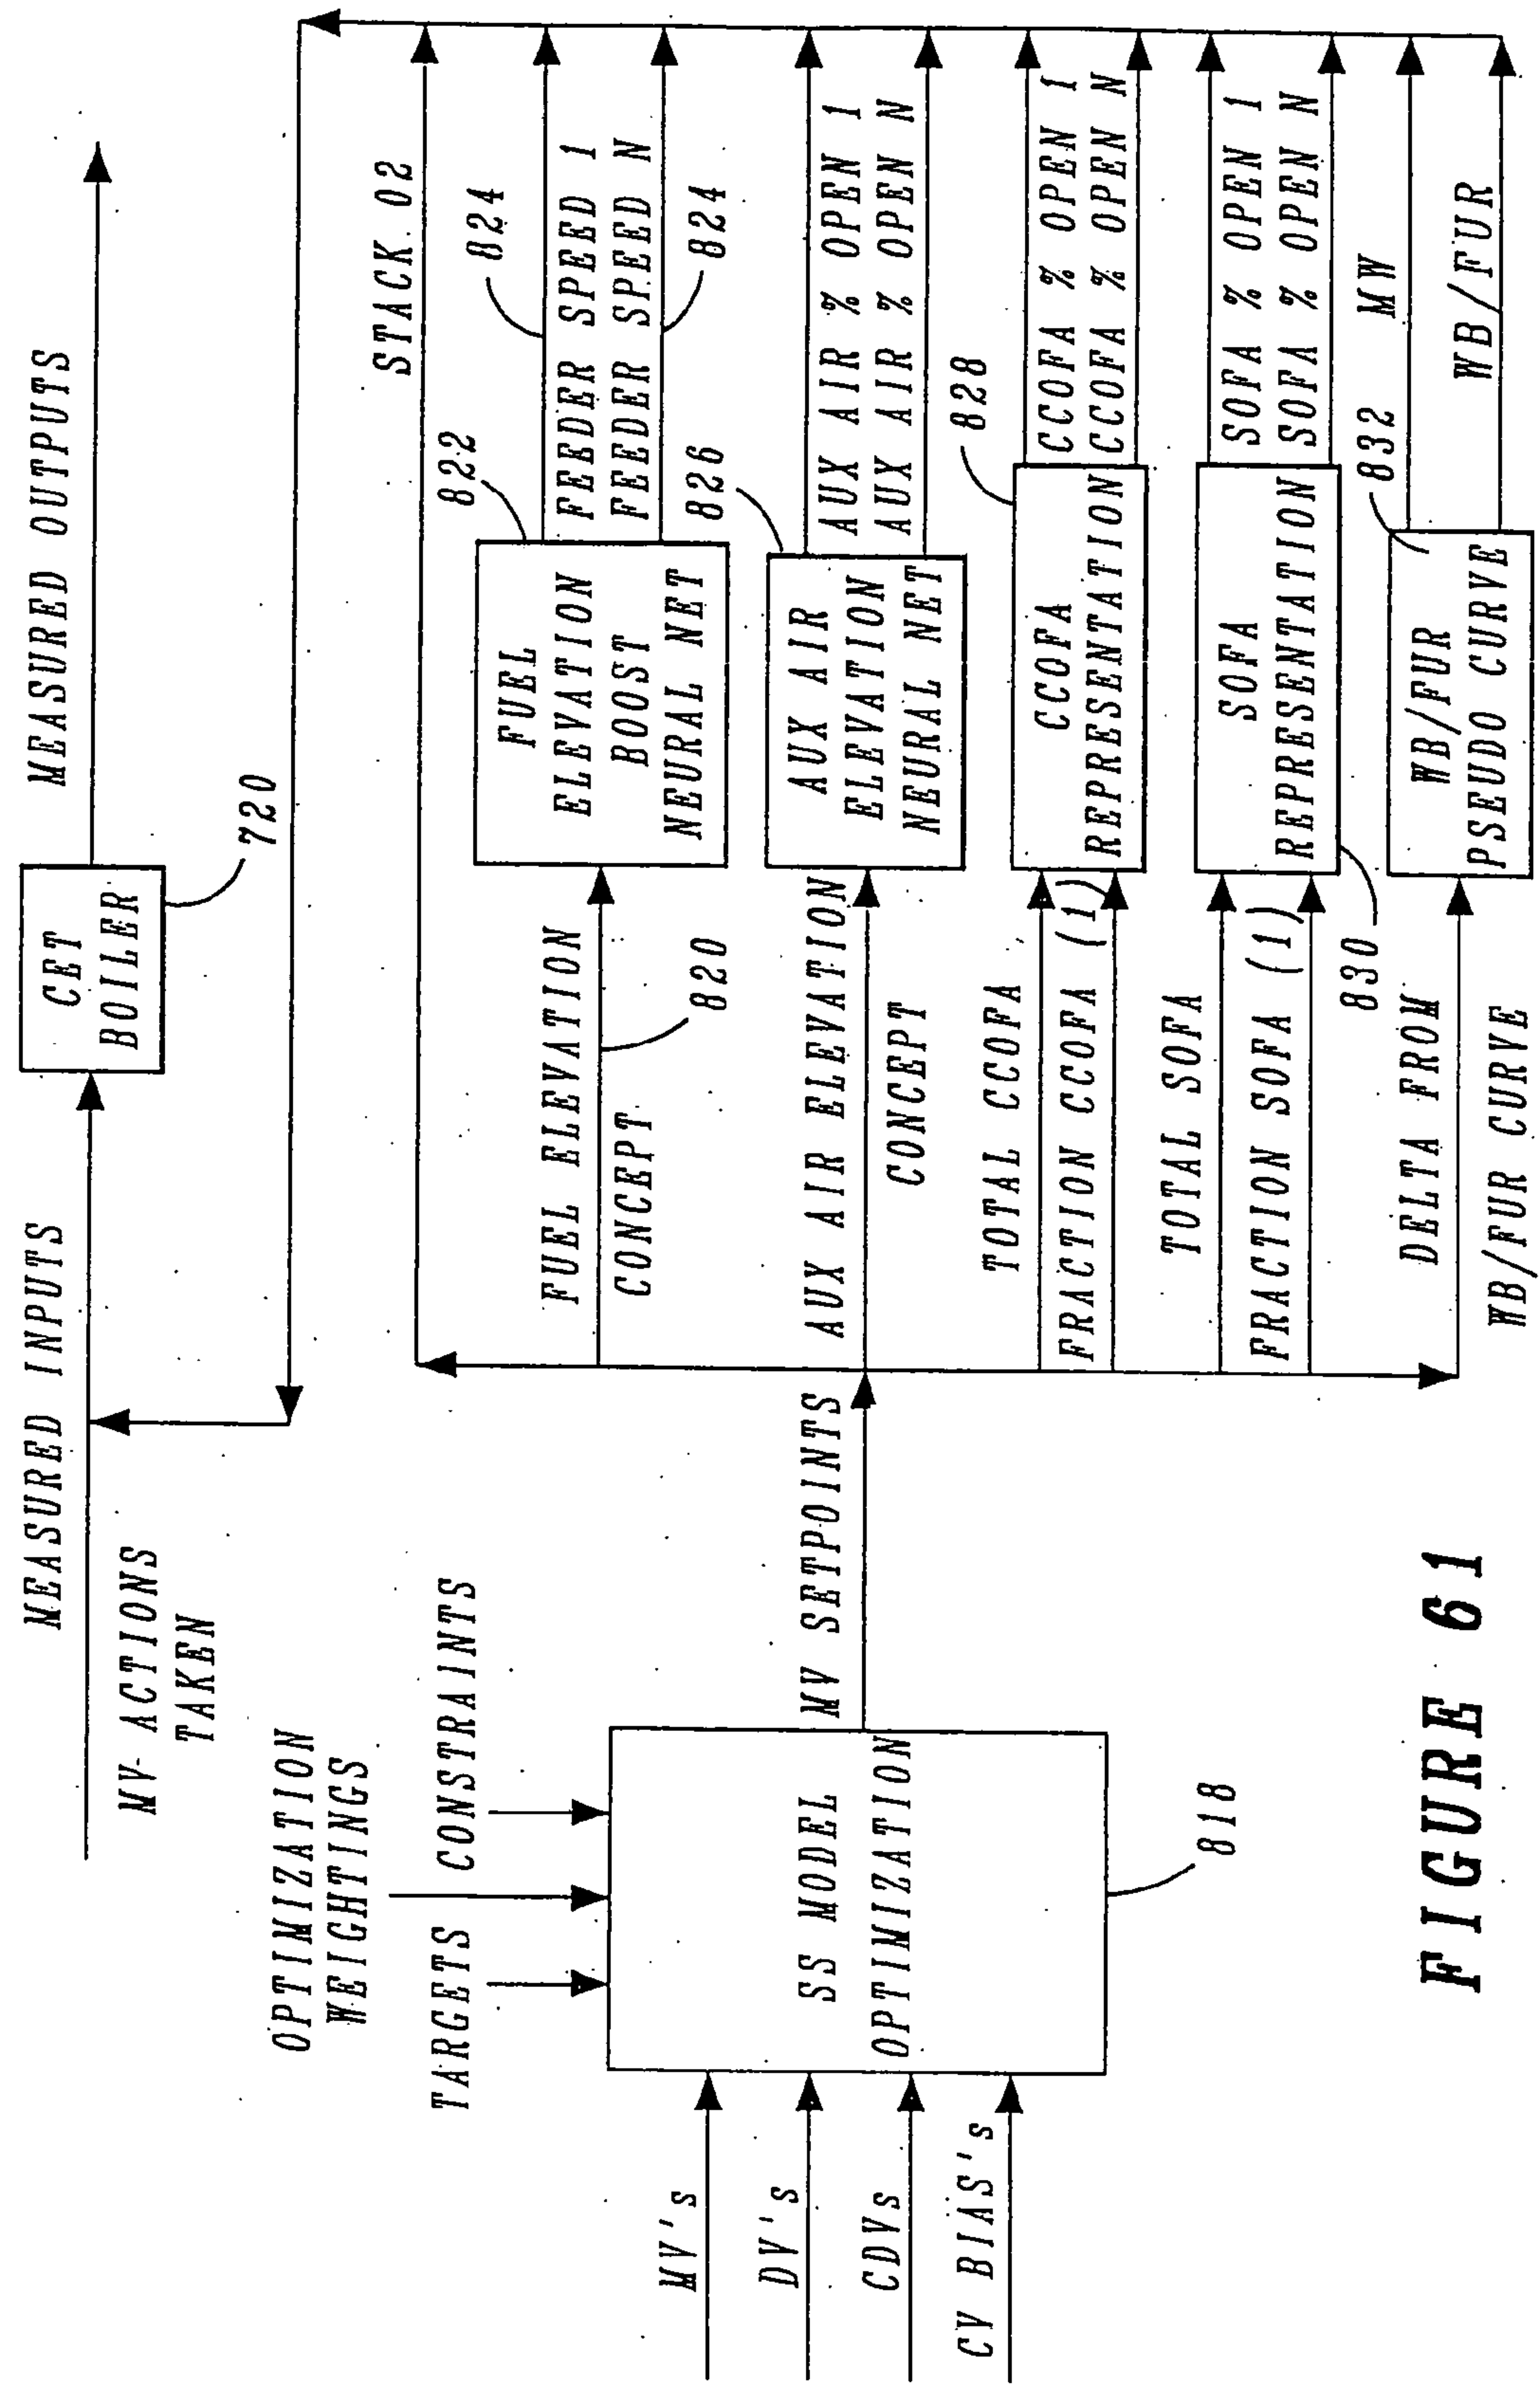 MEASURED INPUTS
MV ACTIONS
TAKEN
CET
BOILER
720
MEASURED OUTPUTS
OPTIMIZATION
WEIGHTINGS
TARGETS
CONSTRAINTS
MV's
DV's
CDVs
CV BIAS's
SS MODEL
OPTIMIZATION
818
MV SETPOINTS
STACK O2
FUEL ELEVATION
CONCEPT
820
FUEL
ELEVATION
BOOST
NEURAL NET
822
824
FEEDER SPEED 1
FEEDER SPEED N
824
AUX AIR ELEVATION
CONCEPT
AUX AIR
ELEVATION
NEURAL NET
826
AUX AIR % OPEN 1
AUX AIR % OPEN N
TOTAL CCOFA
FRACTION CCOFA (1)
CCOFA
REPRESENTATION
828
CCOFA % OPEN 1
CCOFA % OPEN N
TOTAL SOFA
FRACTION SOFA (1)
SOFA
REPRESENTATION
830
SOFA % OPEN 1
SOFA % OPEN N
DELTA FROM
WB/FUR CURVE
WB/FUR
PSEUDO CURVE
832
MW
WB/FUR
FIGURE 61